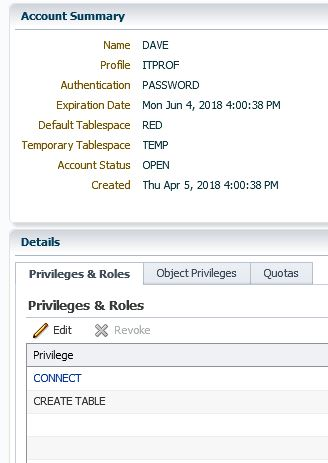 Account Summary
Name DAVE
Profile ITPROF
Authentication PASSWORD
Expiration Date Mon Jun 4, 2018 4:00:38 PM
Default Tablespace RED
Temporary Tablespace TEMP
Account Status OPEN
Created Thu Apr 5, 2018 4:00:38 PM
Details
Privileges & Roles Object Privileges Quotas
Privileges & Roles
Edit Revoke
Privilege
CONNECT
CREATE TABLE